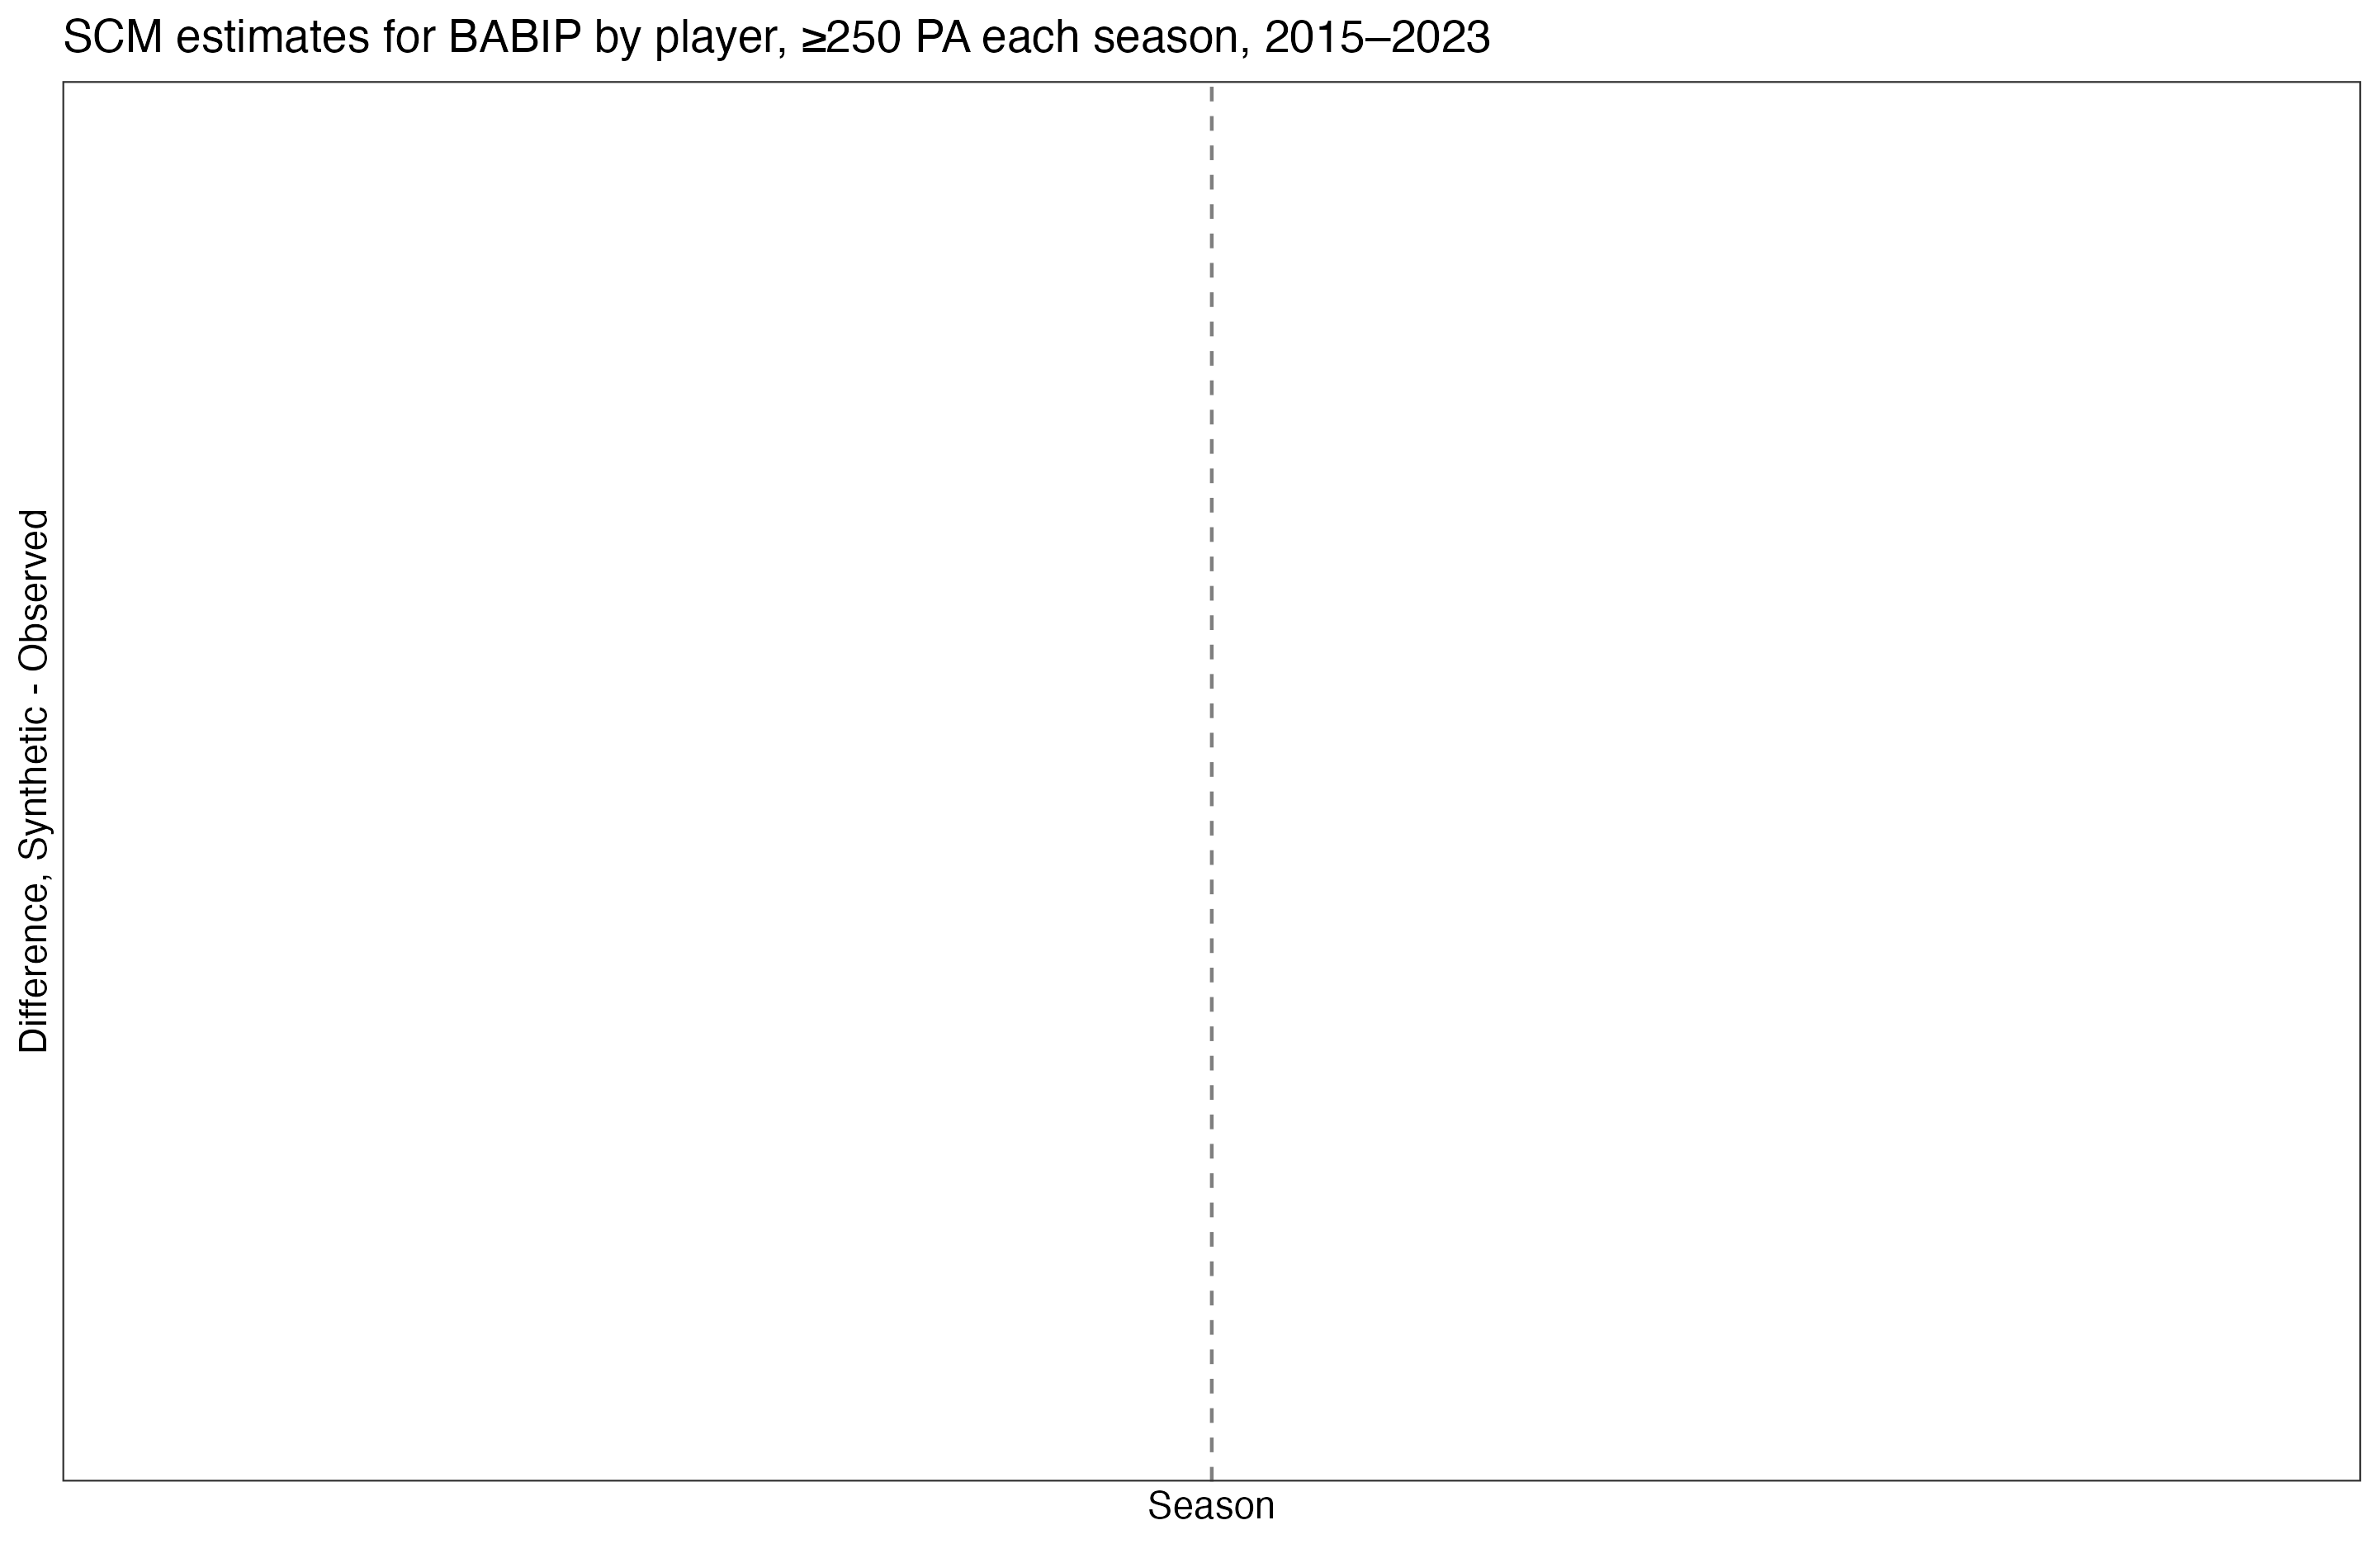 SCM estimates for BABIP by player, ≥250 PA each season, 2015–2023
Difference, Synthetic - Observed
Season